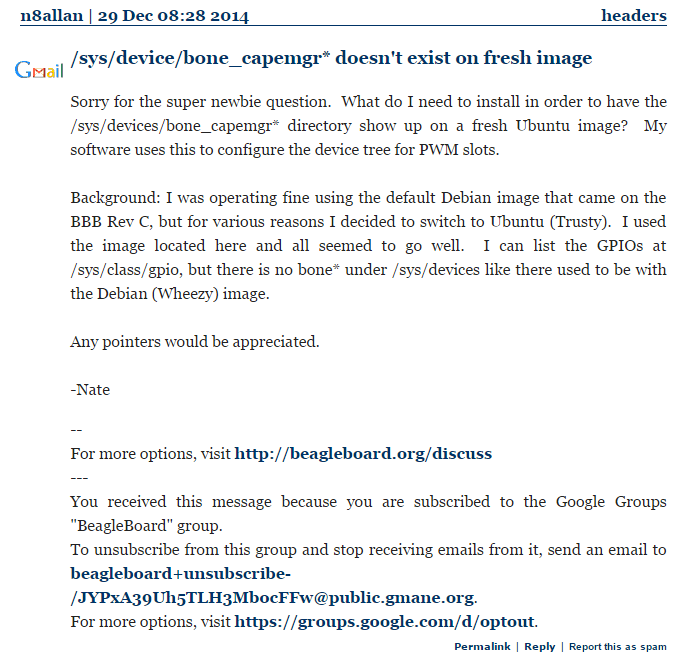 n8allan | 29 Dec 08:28 2014 headers
/sys/device/bone_capemgr* doesn't exist on fresh image
Gmail
Sorry for the super newbie question. What do I need to install in order to have the
/sys/devices/bone_capemgr* directory show up on a fresh Ubuntu image? My
software uses this to configure the device tree for PWM slots.
Background: I was operating fine using the default Debian image that came on the
BBB Rev C, but for various reasons I decided to switch to Ubuntu (Trusty). I used
the image located here and all seemed to go well. I can list the GPIOs at
/sys/class/gpio, but there is no bone* under /sys/devices like there used to be with
the Debian (Wheezy) image.
Any pointers would be appreciated.
-Nate
--
For more options, visit http://beagleboard.org/discuss
---
You received this message because you are subscribed to the Google Groups
"BeagleBoard" group.
To unsubscribe from this group and stop receiving emails from it, send an email to
beagleboard+unsubscribe-
/JYPxA39Uh5TLH3MbocFFw@public.gmane.org.
For more options, visit https://groups.google.com/d/optout.
Permalink | Reply | Report this as spam